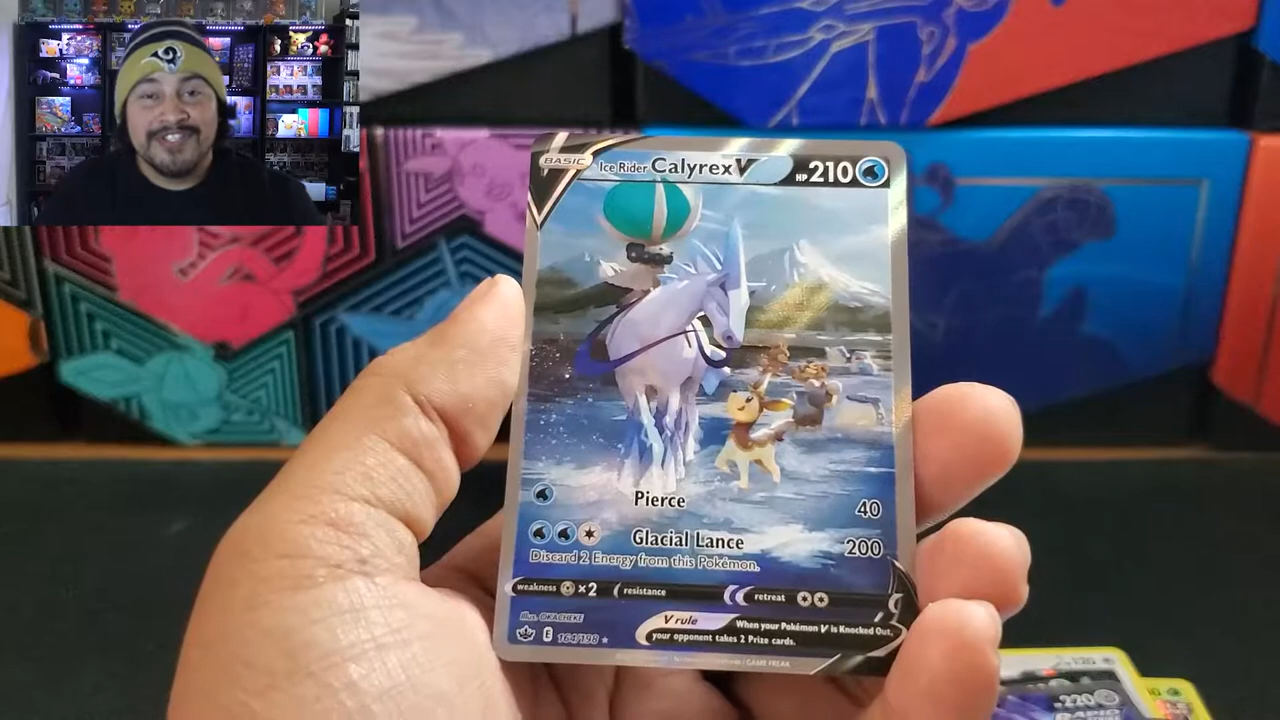 BASIC Ice Rider Calyrex V HP 210
Pierce 40
Glacial Lance 200
Discard 2 Energy from this Pokémon.
weakness ×2 resistance retreat
Illus. OKACHEKE
E 164/198
V rule When your Pokémon V is Knocked Out,
your opponent takes 2 Prize cards.
GAME FREAK
220
RAPID